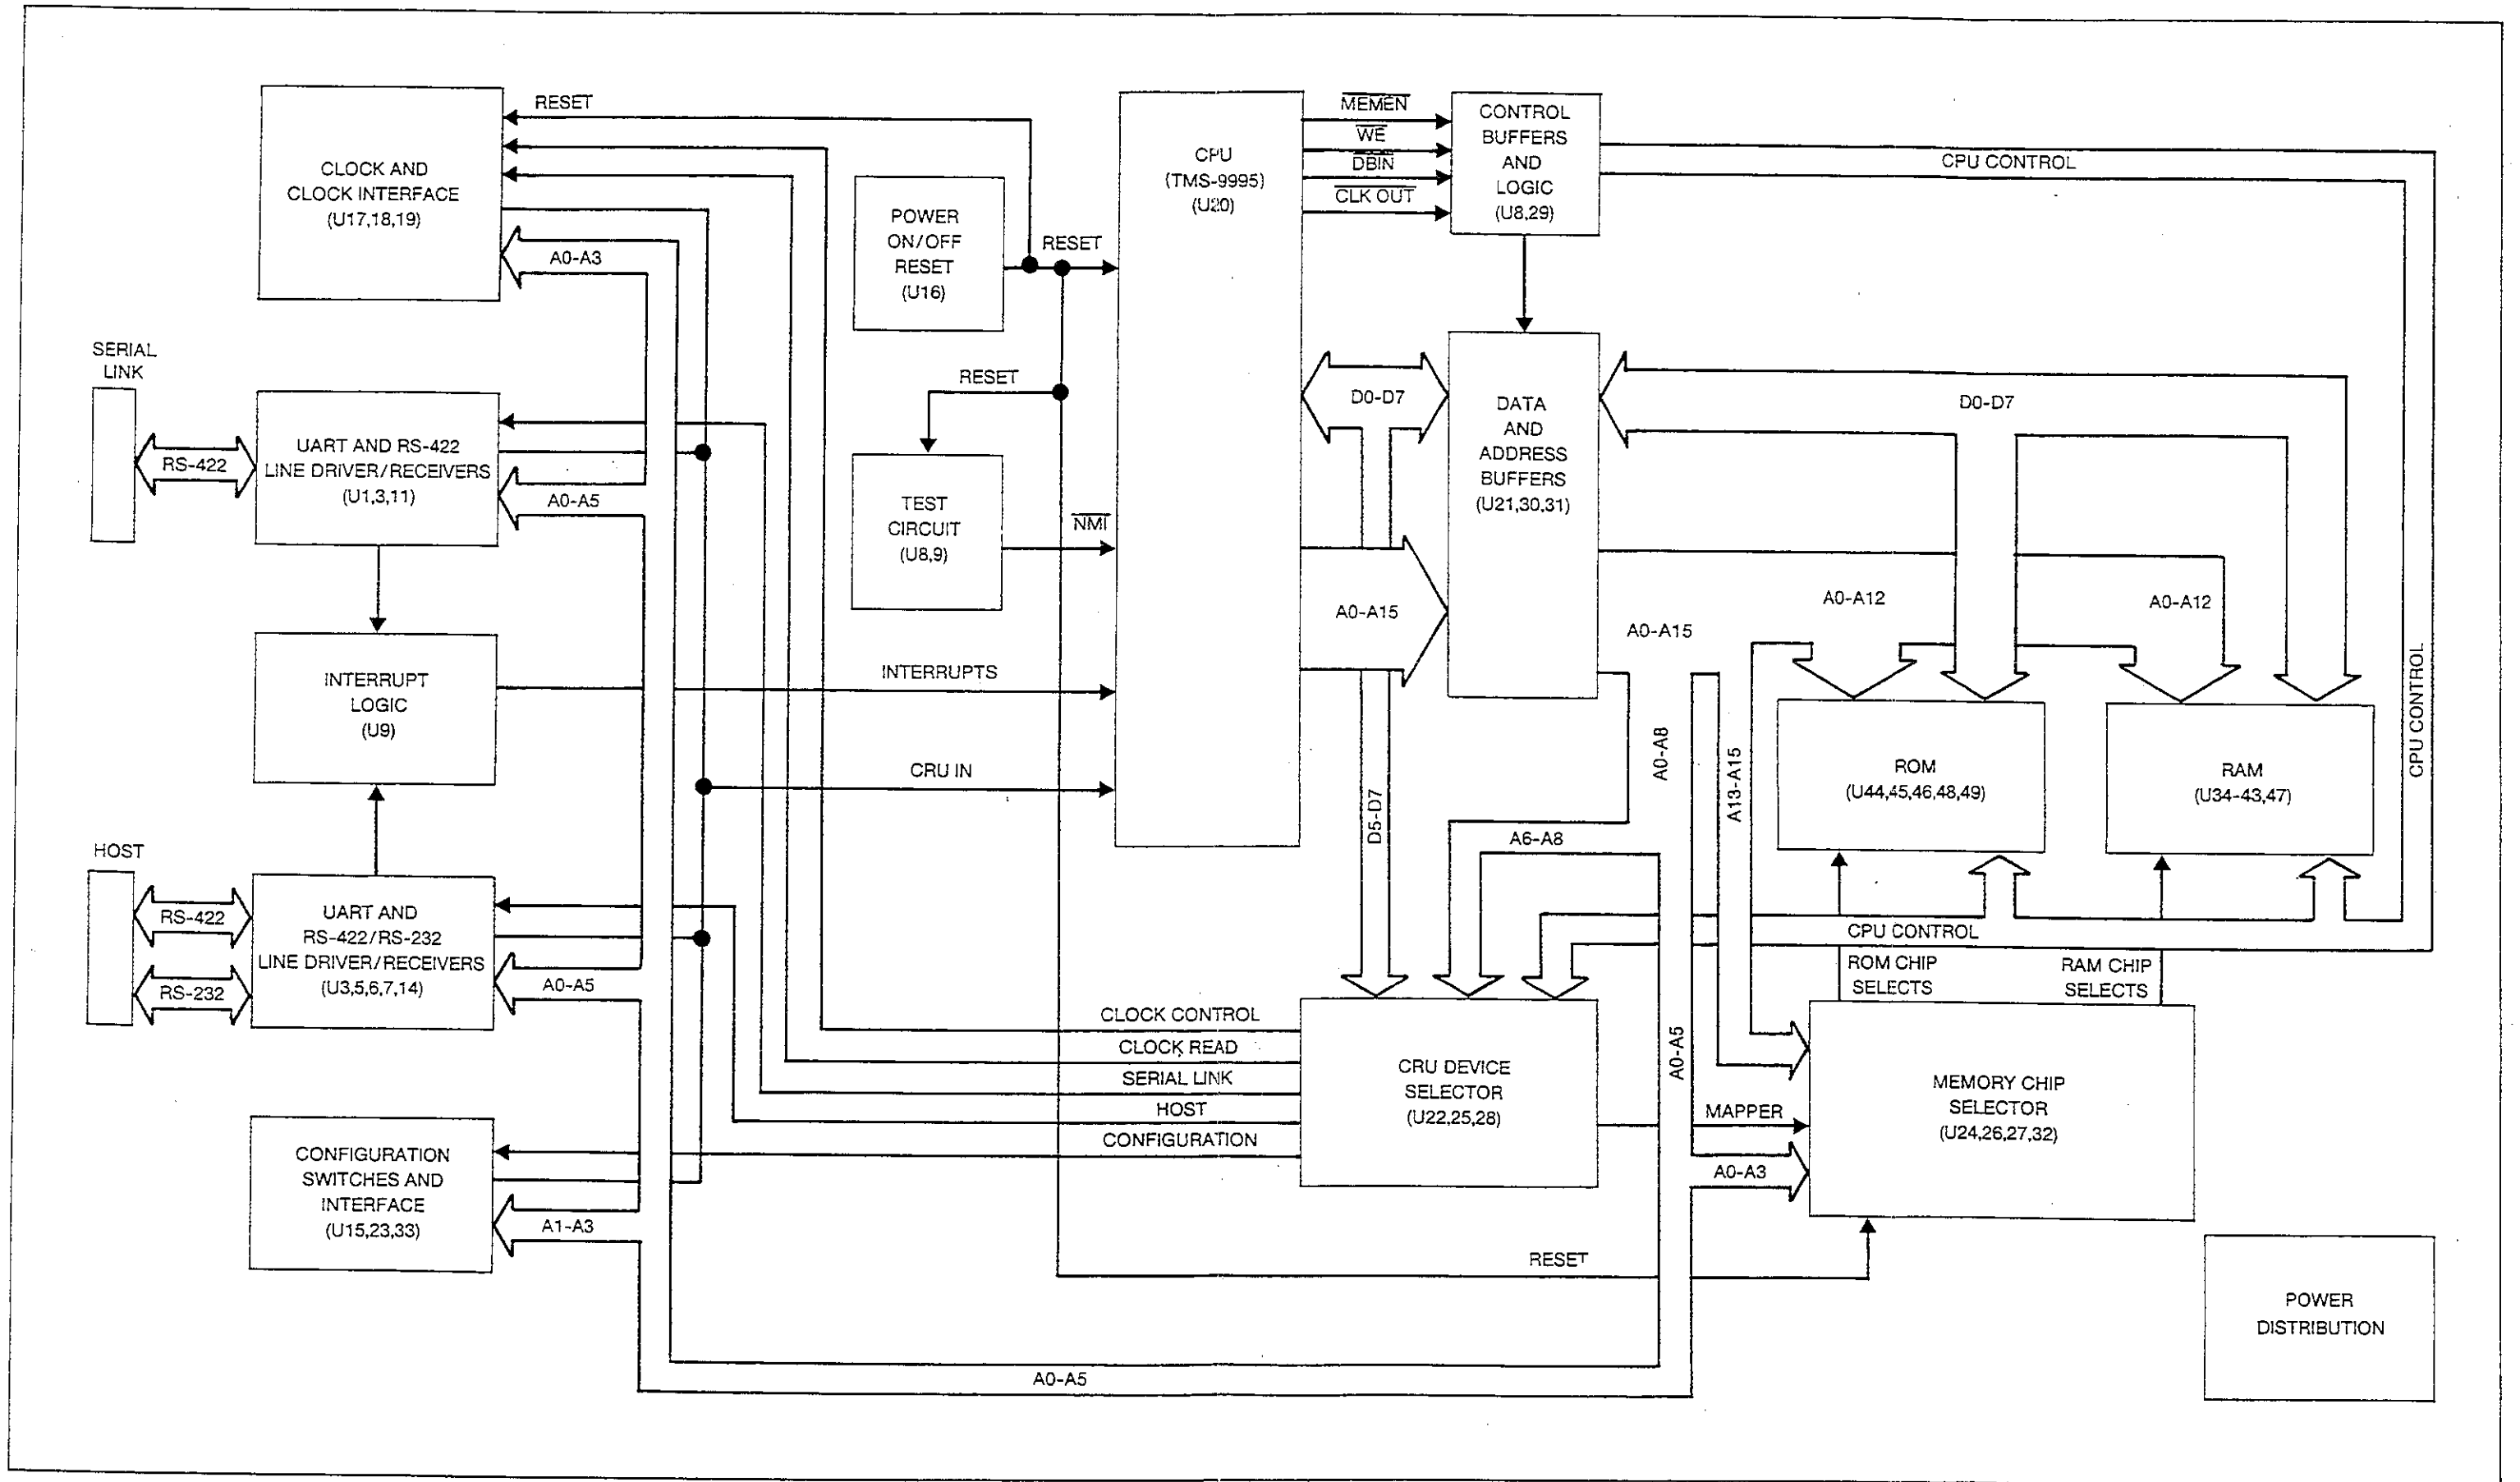 CLOCK AND
CLOCK INTERFACE
(U17,18,19)
RESET
A0-A3
POWER
ON/OFF
RESET
(U16)
RESET
RESET
CPU
(TMS-9995)
(U20)
MEMEN
WE
DBIN
CLK OUT
CONTROL
BUFFERS
AND
LOGIC
(U8,29)
CPU CONTROL
SERIAL
LINK
RS-422
UART AND RS-422
LINE DRIVER/RECEIVERS
(U1,3,11)
A0-A5
TEST
CIRCUIT
(U8,9)
NMI
D0-D7
DATA
AND
ADDRESS
BUFFERS
(U21,30,31)
D0-D7
A0-A15
A0-A15
A0-A12
A0-A12
INTERRUPT
LOGIC
(U9)
INTERRUPTS
CRU IN
D5-D7
A6-A8
A0-A8
A13-A15
ROM
(U44,45,46,48,49)
RAM
(U34-43,47)
CPU CONTROL
HOST
RS-422
RS-232
UART AND
RS-422/RS-232
LINE DRIVER/RECEIVERS
(U3,5,6,7,14)
A0-A5
CPU CONTROL
ROM CHIP
SELECTS
RAM CHIP
SELECTS
CLOCK CONTROL
CLOCK READ
SERIAL LINK
HOST
CONFIGURATION
CRU DEVICE
SELECTOR
(U22,25,28)
A0-A5
MAPPER
A0-A3
MEMORY CHIP
SELECTOR
(U24,26,27,32)
CONFIGURATION
SWITCHES AND
INTERFACE
(U15,23,33)
A1-A3
RESET
A0-A5
POWER
DISTRIBUTION